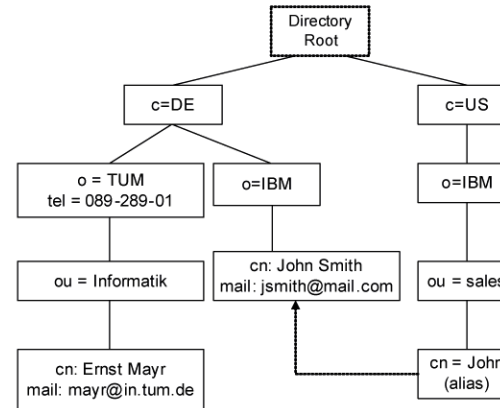 Directory
Root
c=DE
c=US
o = TUM
tel = 089-289-01
o=IBM
o=IBM
ou = Informatik
cn: John Smith
mail: jsmith@mail.com
ou = sales
cn: Ernst Mayr
mail: mayr@in.tum.de
cn = John
(alias)